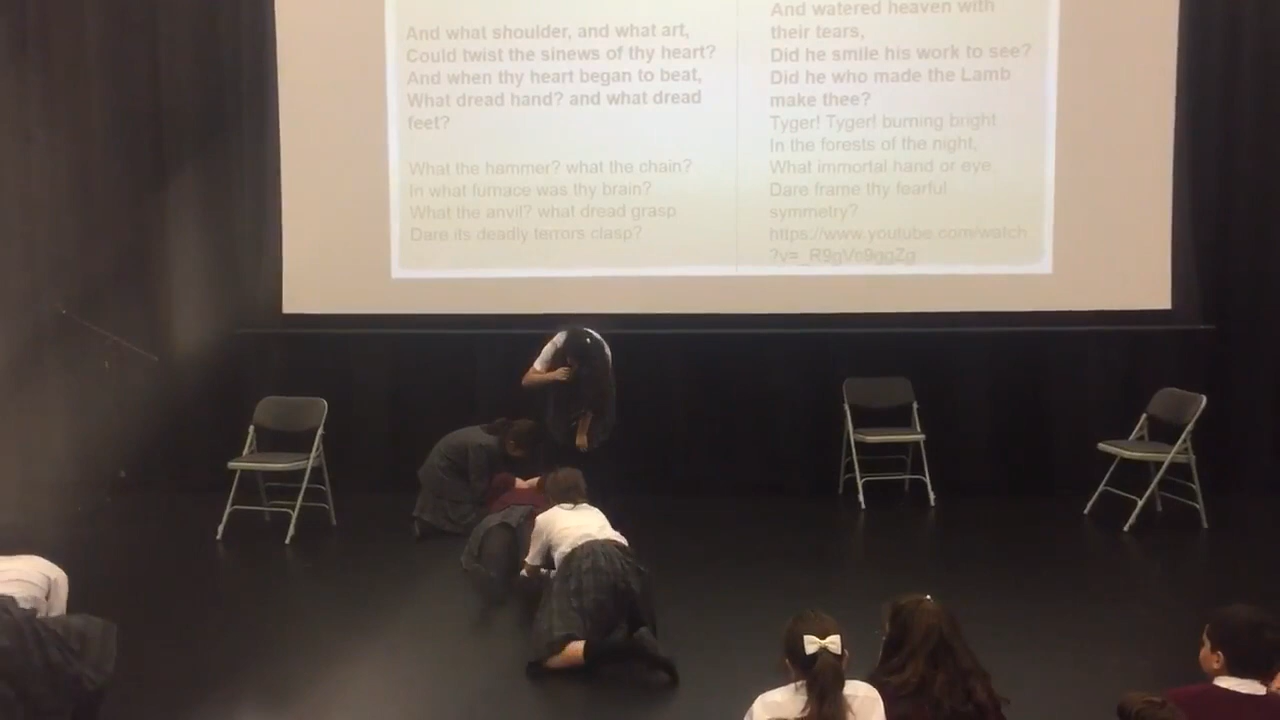 And what shoulder, and what art,
Could twist the sinews of thy heart?
And when thy heart began to beat,
What dread hand? and what dread
feet?
What the hammer? what the chain?
In what furnace was thy brain?
What the anvil? what dread grasp
Dare its deadly terrors clasp?
And watered heaven with
their tears,
Did he smile his work to see?
Did he who made the Lamb
make thee?
Tyger! Tyger! burning bright
In the forests of the night,
What immortal hand or eye,
Dare frame thy fearful
symmetry?
https://www.youtube.com/watch